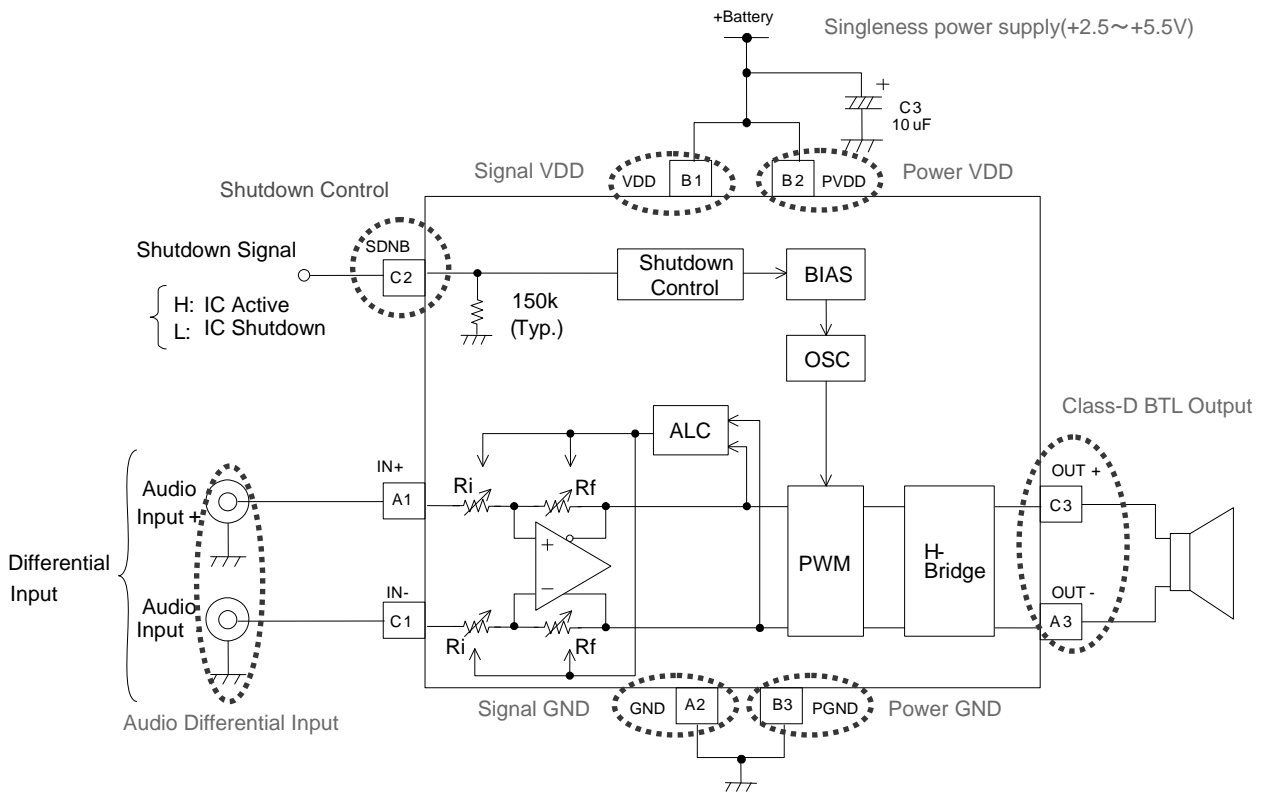 +Battery
Singleness power supply(+2.5～+5.5V)
+
C3
10 uF
Signal VDD
VDD
B1
B2
PVDD
Power VDD
Shutdown Control
Shutdown Signal
SDNB
C2
H: IC Active
L: IC Shutdown
150k
(Typ.)
Shutdown
Control
BIAS
OSC
ALC
Class-D BTL Output
Differential
Input
Audio
Input +
IN+
A1
Ri
Rf
+
−
PWM
H-
Bridge
OUT +
C3
Audio
Input
IN-
C1
Ri
Rf
OUT -
A3
Audio Differential Input
Signal GND
GND
A2
B3
PGND
Power GND